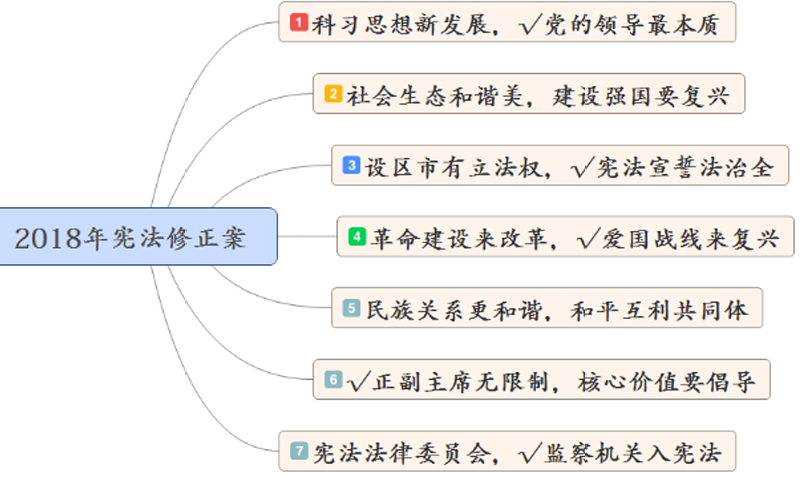 1 科习思想新发展，√党的领导最本质
2 社会生态和谐美，建设强国要复兴
3 设区市有立法权，√宪法宣誓法治全
2018年宪法修正案
4 革命建设来改革，√爱国战线来复兴
5 民族关系更和谐，和平互利共同体
6 √正副主席无限制，核心价值要倡导
7 宪法法律委员会，√监察机关入宪法